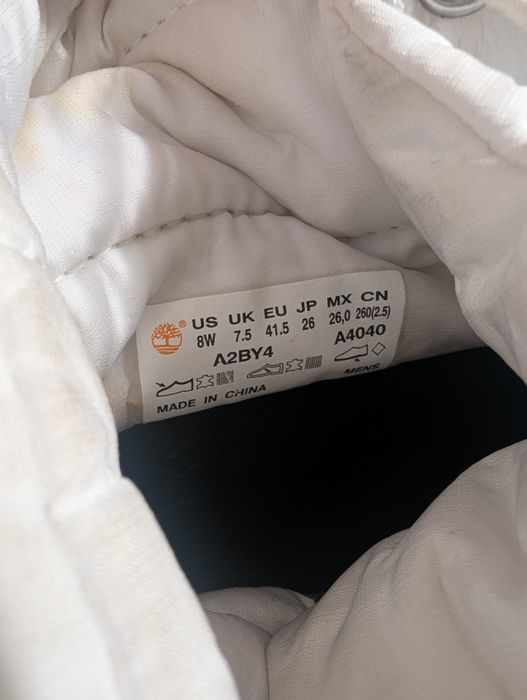 ® US UK EU JP MX CN
8W 7.5 41.5 26 26,0 260(2.5)
A2BY4 A4040
MADE IN CHINA MENS